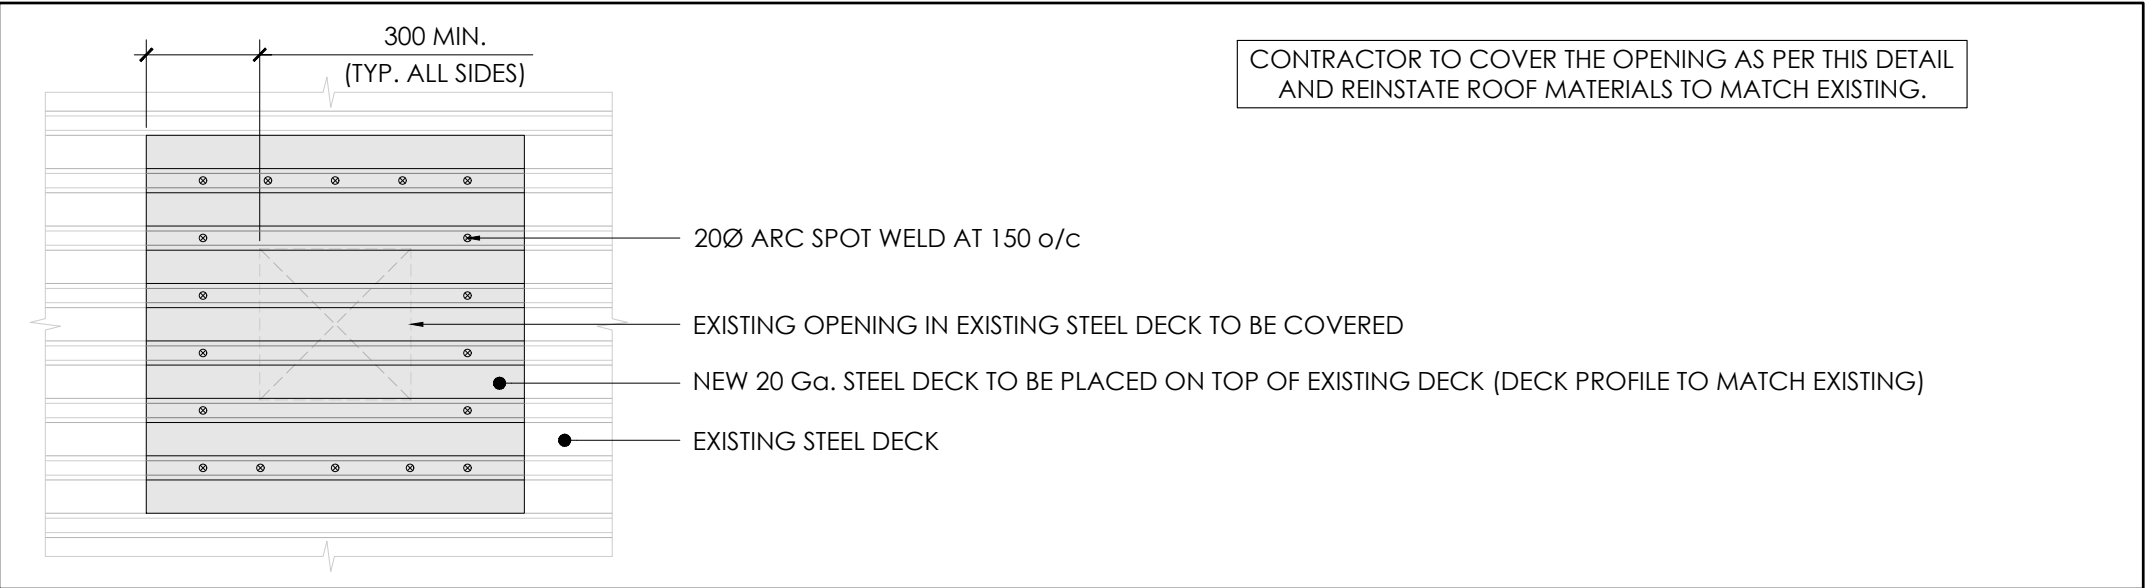 300 MIN.
(TYP. ALL SIDES)
CONTRACTOR TO COVER THE OPENING AS PER THIS DETAIL
AND REINSTATE ROOF MATERIALS TO MATCH EXISTING.
20Ø ARC SPOT WELD AT 150 o/c
EXISTING OPENING IN EXISTING STEEL DECK TO BE COVERED
NEW 20 Ga. STEEL DECK TO BE PLACED ON TOP OF EXISTING DECK (DECK PROFILE TO MATCH EXISTING)
EXISTING STEEL DECK